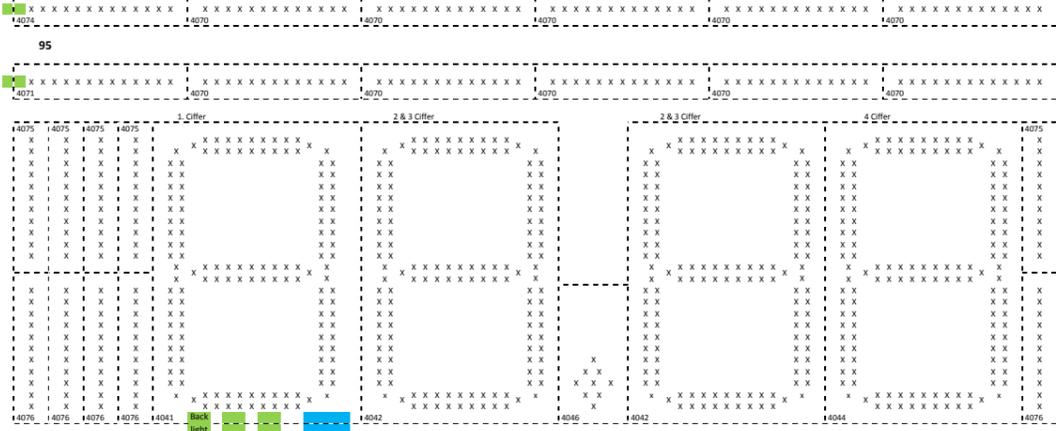 4074 4070 4070 4070 4070 4070
95
4071 4070 4070 4070 4070 4070
1. Ciffer 2 & 3 Ciffer 2 & 3 Ciffer 4 Ciffer
4075 4075 4075 4075 4075
4076 4076 4076 4076 4041 Back 4042 4046 4042 4044 4076
light